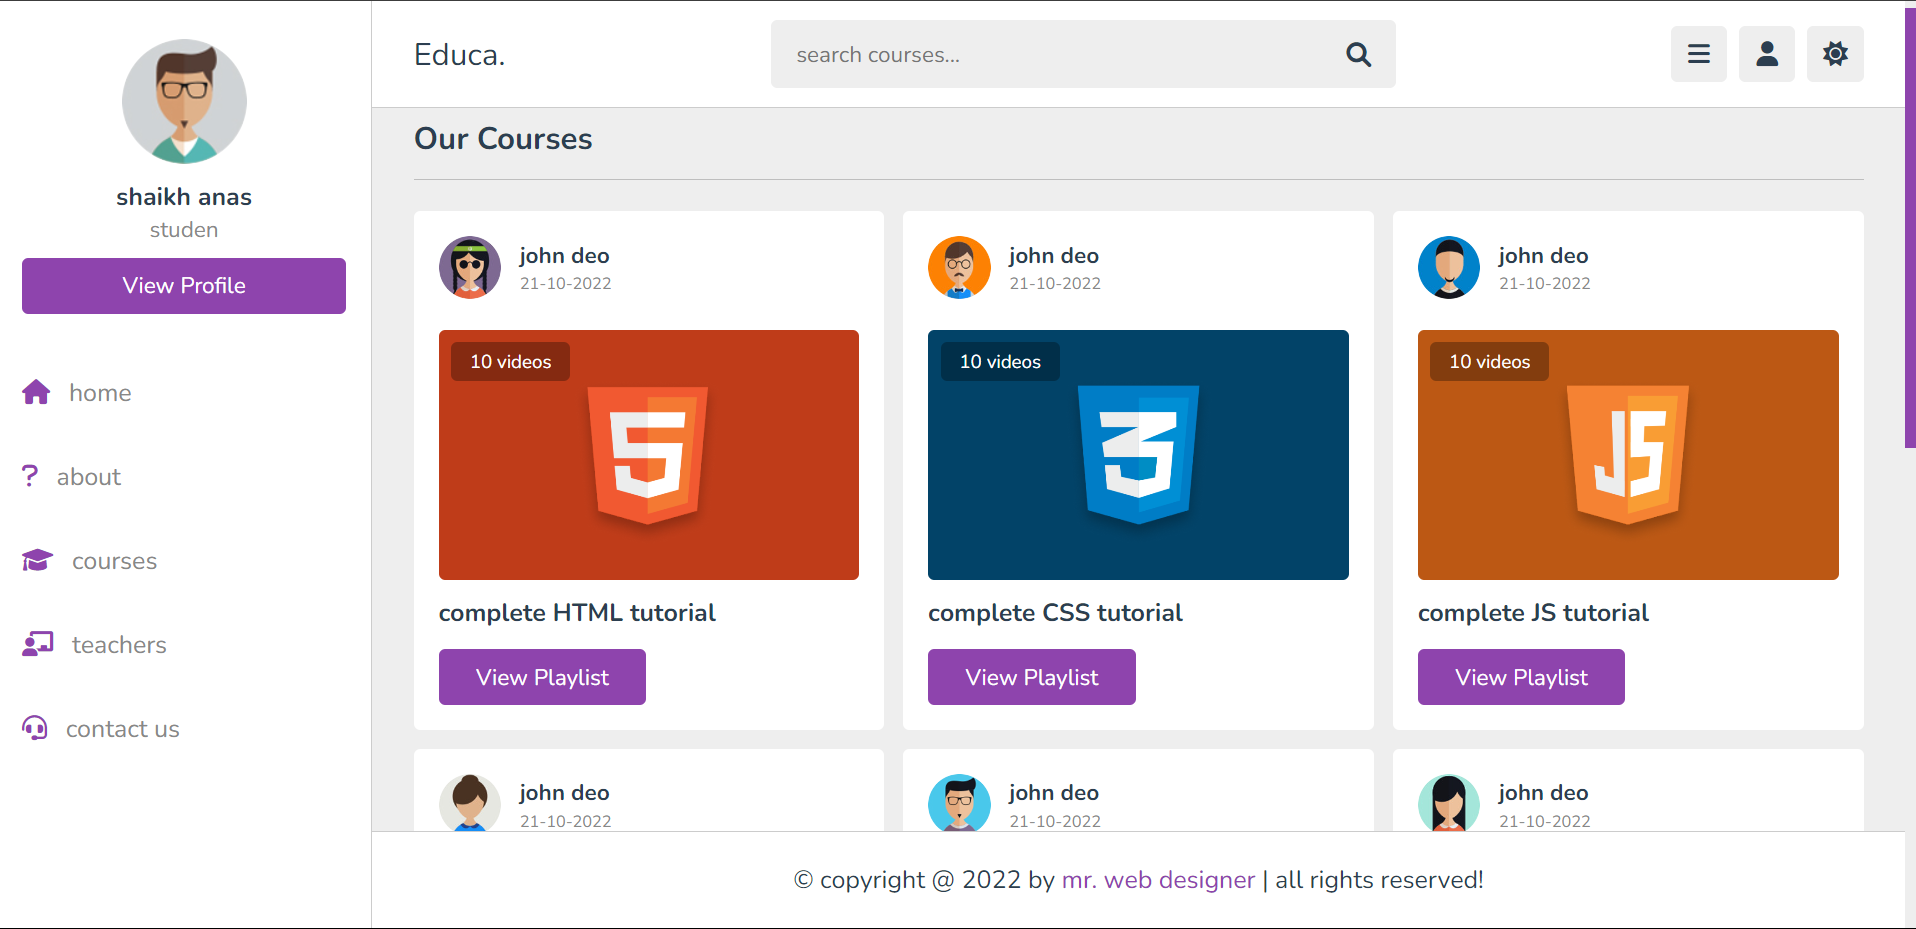 shaikh anas
studen
View Profile
home
about
courses
teachers
contact us
Educa.
search courses...
Our Courses
john deo
21-10-2022
10 videos
complete HTML tutorial
View Playlist
john deo
21-10-2022
10 videos
complete CSS tutorial
View Playlist
john deo
21-10-2022
10 videos
complete JS tutorial
View Playlist
john deo
21-10-2022
john deo
21-10-2022
john deo
21-10-2022
© copyright @ 2022 by mr. web designer | all rights reserved!